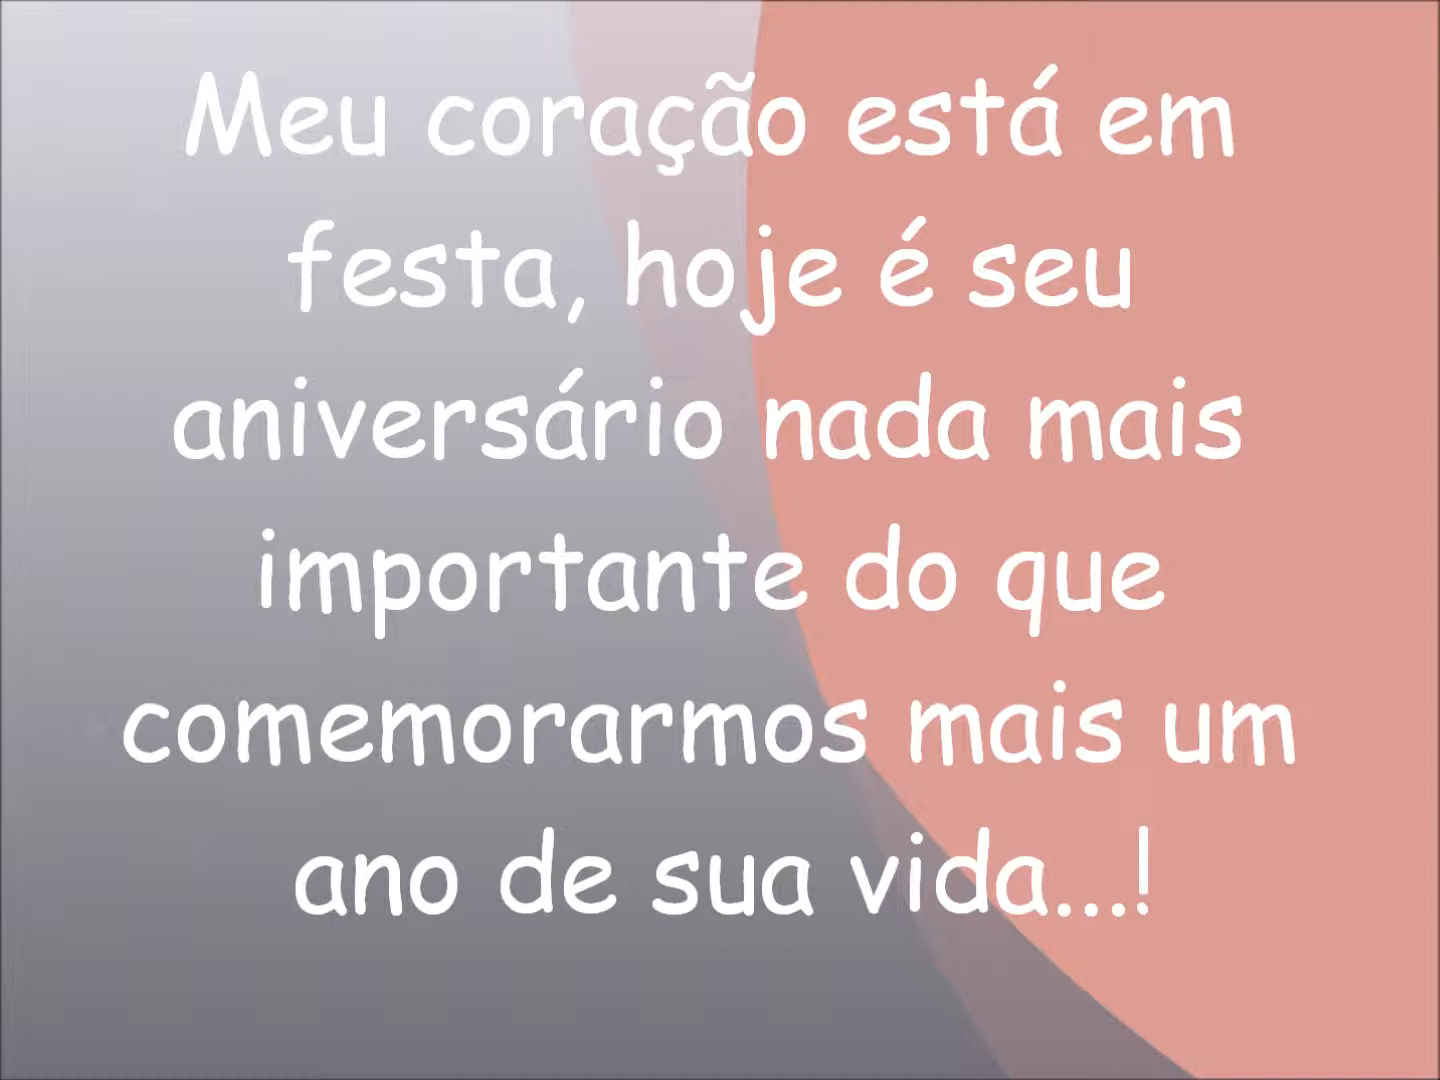 Meu coração está em
festa, hoje é seu
aniversário nada mais
importante do que
comemorarmos mais um
ano de sua vida...!